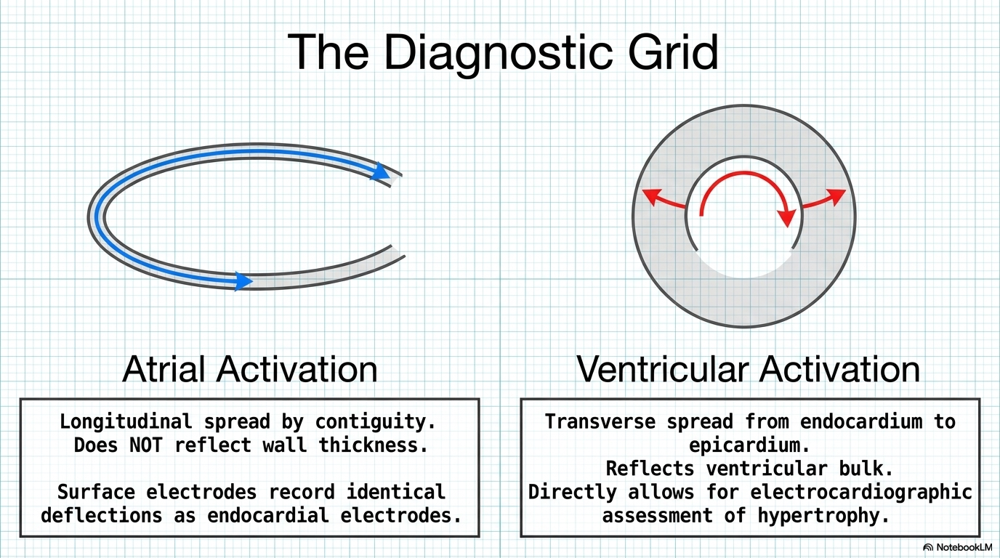 The Diagnostic Grid
Atrial Activation
Longitudinal spread by contiguity.
Does NOT reflect wall thickness.
Surface electrodes record identical
deflections as endocardial electrodes.
Ventricular Activation
Transverse spread from endocardium to
epicardium.
Reflects ventricular bulk.
Directly allows for electrocardiographic
assessment of hypertrophy.
NotebookLM